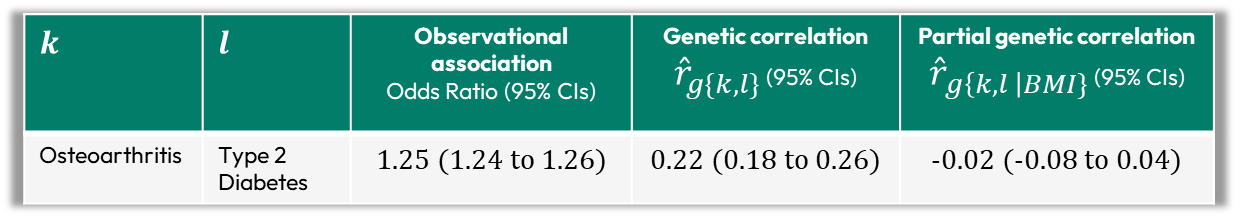 k
l
Observational
association
Odds Ratio (95% CIs)
Genetic correlation
r̂g{k,l} (95% CIs)
Partial genetic correlation
r̂g{k,l |BMI} (95% CIs)
Osteoarthritis
Type 2
Diabetes
1.25 (1.24 to 1.26)
0.22 (0.18 to 0.26)
-0.02 (-0.08 to 0.04)